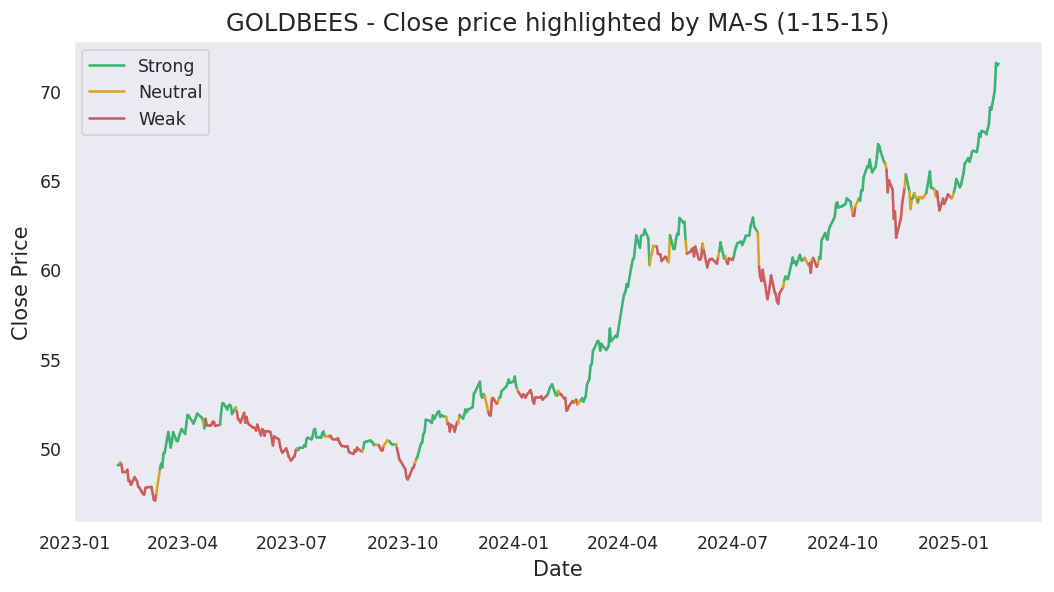 GOLDBEES - Close price highlighted by MA-S (1-15-15)
Strong
Neutral
Weak
Close Price
70
65
60
55
50
2023-01 2023-04 2023-07 2023-10 2024-01 2024-04 2024-07 2024-10 2025-01
Date